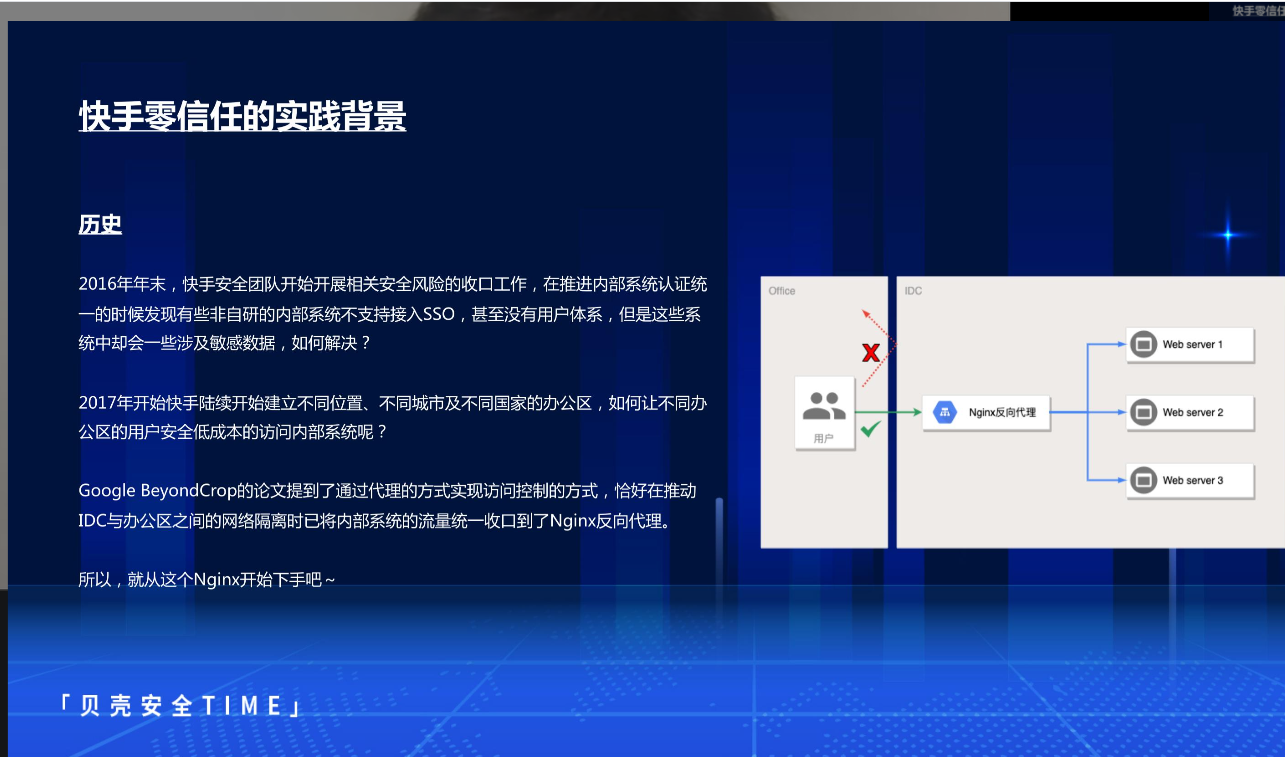 快手零信任
快手零信任的实践背景
历史
2016年年末，快手安全团队开始开展相关安全风险的收口工作，在推进内部系统认证统
一的时候发现有些非自研的内部系统不支持接入SSO，甚至没有用户体系，但是这些系
统中却会一些涉及敏感数据，如何解决？
2017年开始快手陆续开始建立不同位置、不同城市及不同国家的办公区，如何让不同办
公区的用户安全低成本的访问内部系统呢？
Google BeyondCrop的论文提到了通过代理的方式实现访问控制的方式，恰好在推动
IDC与办公区之间的网络隔离时已将内部系统的流量统一收口到了Nginx反向代理。
所以，就从这个Nginx开始下手吧～
Office
IDC
用户
Nginx反向代理
Web server 1
Web server 2
Web server 3
「贝壳安全TIME」